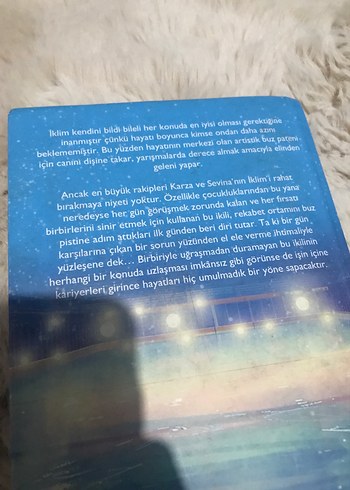 İklim kendini bildi bileli her konuda en iyisi olması gerektiğine
inanmıştır çünkü hayatı boyunca kimse ondan daha azını
beklememiştir. Bu yüzden hayatının merkezi olan artistik buz pateni
için canını dişine takar, yarışmalarda derece almak amacıyla elinden
geleni yapar.
Ancak en büyük rakipleri Karza ve Sevina'nın İklim'i rahat
bırakmaya niyeti yoktur. Özellikle çocukluklarından bu yana
neredeyse her gün görüşmek zorunda kalan ve her fırsatı
birbirlerini sinir etmek için kullanan bu ikili, rekabet ortamını buz
pistine adım attıkları ilk günden beri diri tutar. Ta ki bir gün
karşılarına çıkan bir sorun yüzünden el ele verme ihtimaliyle
yüzleşene dek... Birbiriyle uğraşmadan duramayan bu ikilinin
herhangi bir konuda uzlaşması imkânsız gibi görünse de işin içine
kariyerleri girince hayatları hiç umulmadık bir yöne sapacaktır.